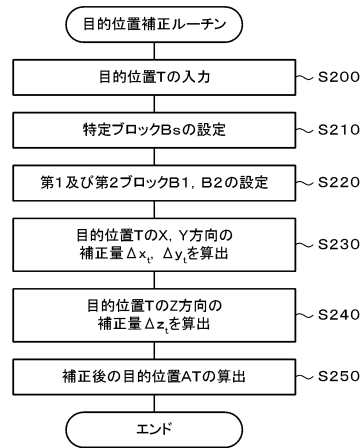 目的位置補正ルーチン
目的位置Tの入力
S200
特定ブロックBsの設定
S210
第1及び第2ブロックB1, B2の設定
S220
目的位置TのX, Y方向の
補正量Δxt, Δytを算出
S230
目的位置TのZ方向の
補正量Δztを算出
S240
補正後の目的位置ATの算出
S250
エンド